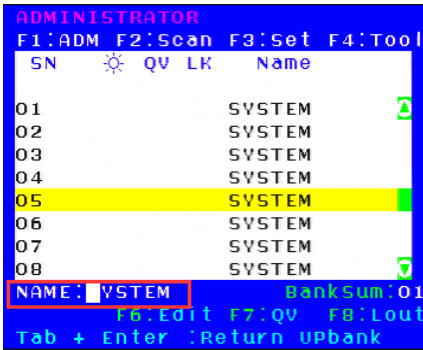 ADMINISTRATOR
F1:ADM F2:Scan F3:Set F4:Tool
SN QV LK Name
01 SYSTEM
02 SYSTEM
03 SYSTEM
04 SYSTEM
05 SYSTEM
06 SYSTEM
07 SYSTEM
08 SYSTEM
NAME: YSTEM BankSum:01
F6:Edit F7:QV F8:Lout
Tab + Enter :Return UPbank